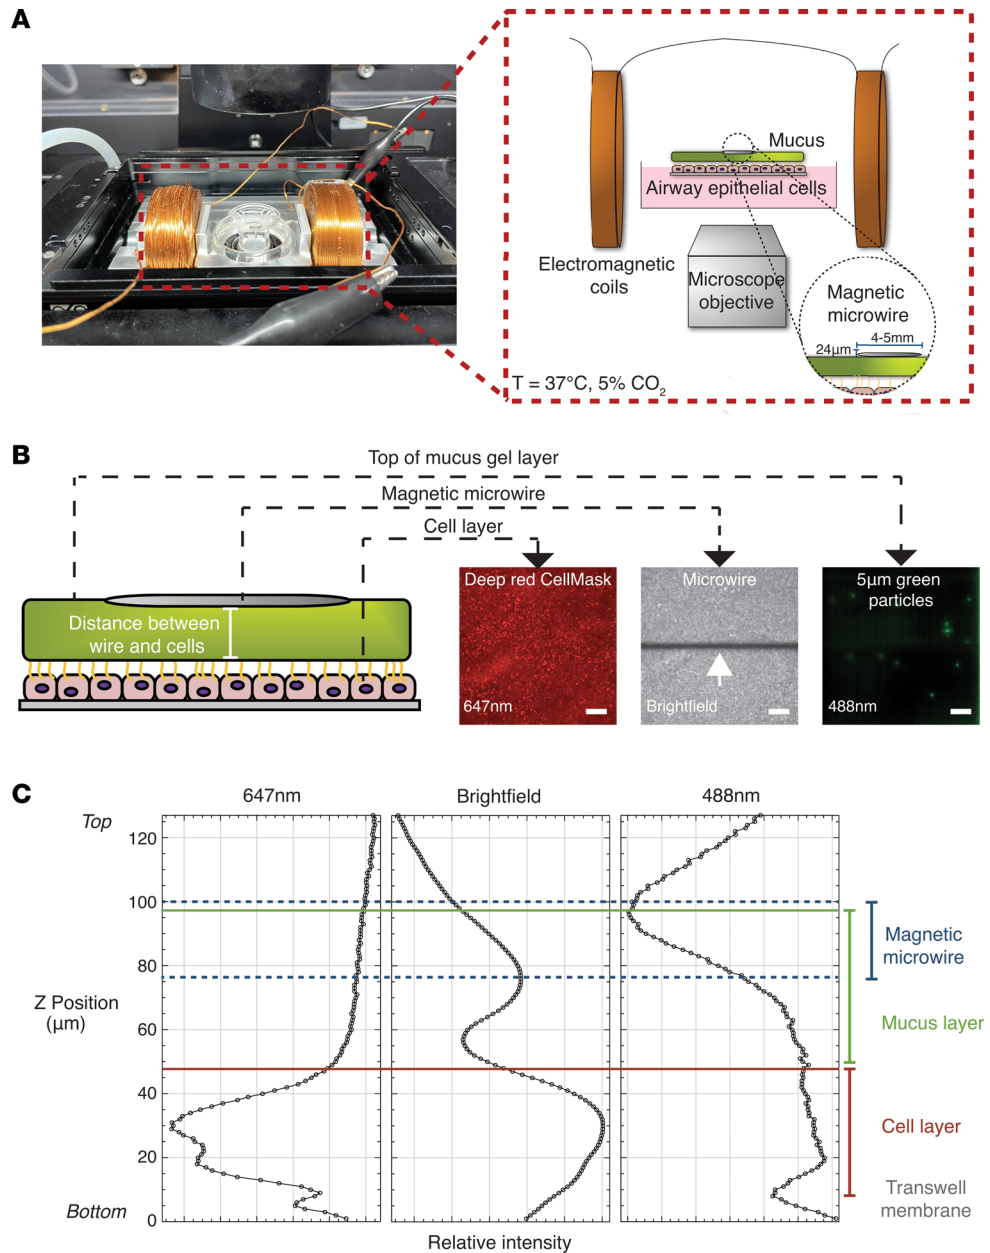 A
Mucus
Airway epithelial cells
Electromagnetic
coils
Microscope
objective
Magnetic
microwire
4-5mm
24µm
T = 37°C, 5% CO2
B
Top of mucus gel layer
Magnetic microwire
Cell layer
Distance between
wire and cells
Deep red CellMask
647nm
Microwire
Brightfield
5µm green
particles
488nm
C
647nm
Brightfield
488nm
Top
120
100
80
Z Position
(µm)
60
40
20
Bottom
0
Magnetic
microwire
Mucus layer
Cell layer
Transwell
membrane
Relative intensity